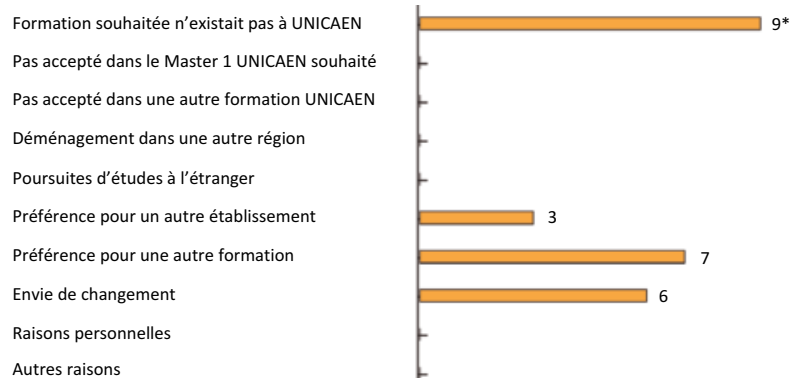 Formation souhaitée n’existait pas à UNICAEN 9*
Pas accepté dans le Master 1 UNICAEN souhaité
Pas accepté dans une autre formation UNICAEN
Déménagement dans une autre région
Poursuites d’études à l’étranger
Préférence pour un autre établissement 3
Préférence pour une autre formation 7
Envie de changement 6
Raisons personnelles
Autres raisons